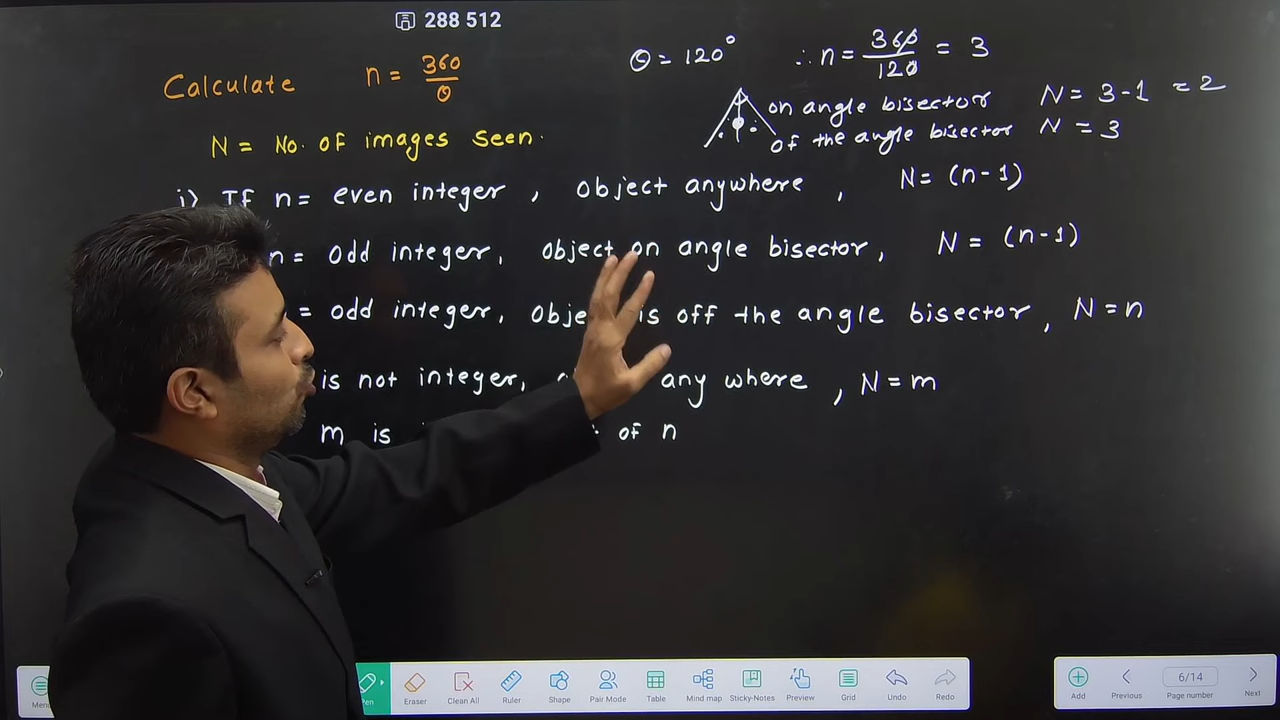 288 512
Calculate n = 360/θ
θ = 120° ∴ n = 360/120 = 3
on angle bisector N = 3 - 1 = 2
of the angle bisector N = 3
N = No. of images seen.
i) If n = even integer, object anywhere, N = (n-1)
n = odd integer, object on angle bisector, N = (n-1)
= odd integer, is off the angle bisector, N = n
is not integer, any where, N = m
m is of n
Pen
Eraser
Clean All
Ruler
Shape
Pair Mode
Table
Mind map
Sticky-Notes
Preview
Grid
Undo
Redo
Add
Previous
6/14
Page number
Next